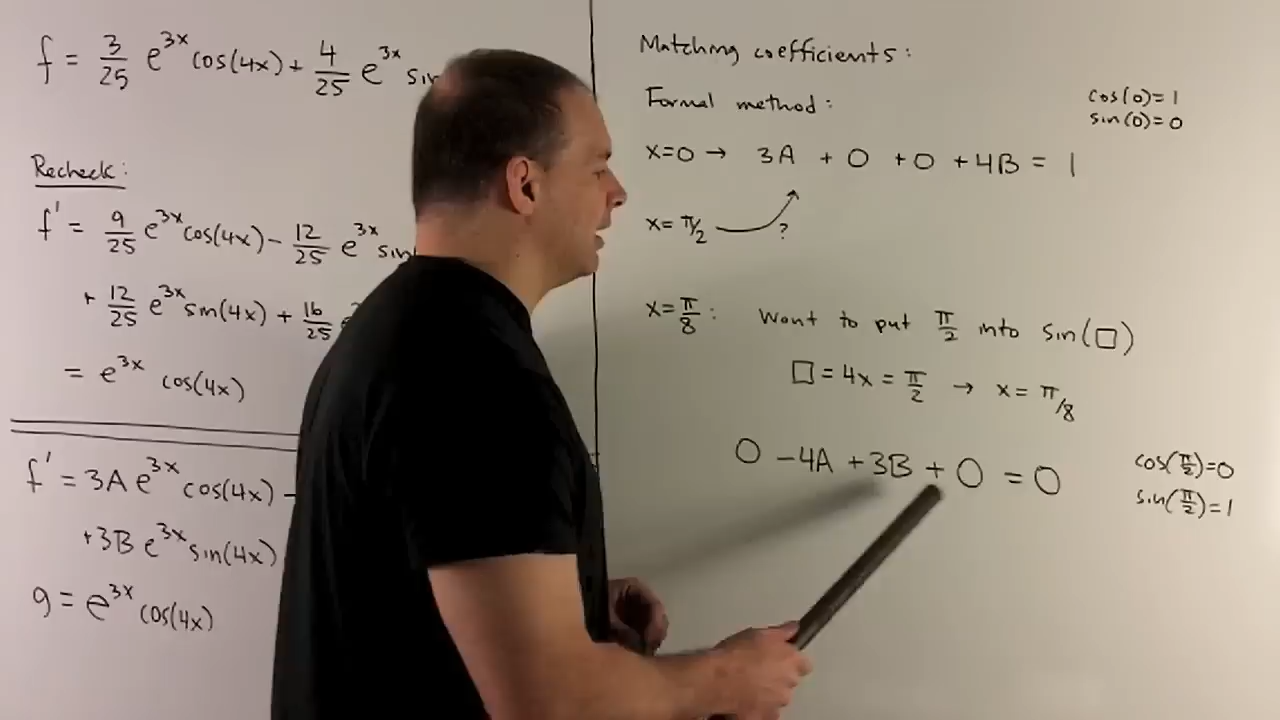 f = 3/25 e^{3x} cos(4x) + 4/25 e^{3x}
Recheck:
f' = 9/25 e^{3x} cos(4x) - 12/25 e^{3x} sin
+ 12/25 e^{3x} sin(4x) + 16/25
= e^{3x} cos(4x)
f' = 3A e^{3x} cos(4x) -
+3B e^{3x} sin(4x)
g = e^{3x} cos(4x)
Matching coefficients:
Formal method:
cos(0)=1
sin(0)=0
x=0 → 3A + 0 + 0 + 4B = 1
x=π/2 ?
x=π/8: Want to put π/2 into sin(□)
□ = 4x = π/2 → x = π/8
0 -4A +3B + 0 = 0
cos(π/2)=0
sin(π/2)=1